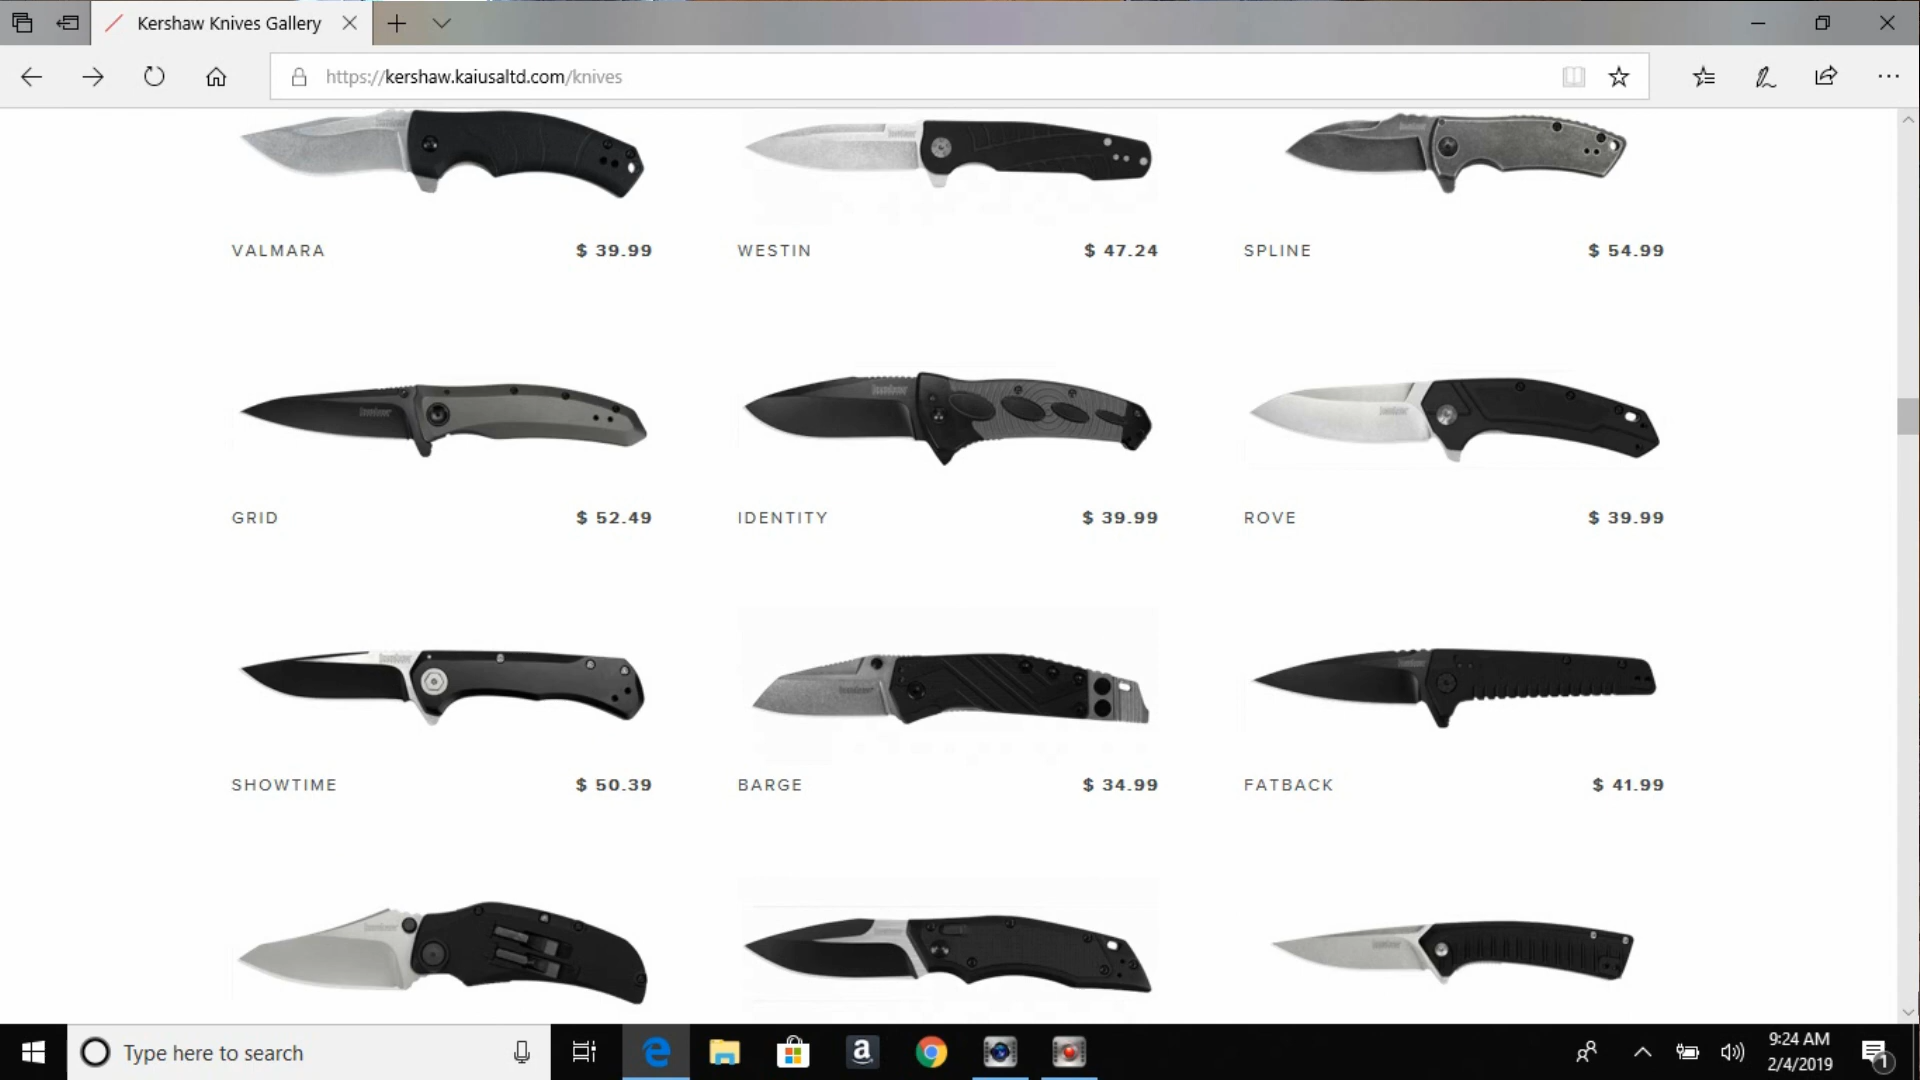 Kershaw Knives Gallery
https://kershaw.kaiusaltd.com/knives
VALMARA $ 39.99 WESTIN $ 47.24 SPLINE $ 54.99
GRID $ 52.49 IDENTITY $ 39.99 ROVE $ 39.99
SHOWTIME $ 50.39 BARGE $ 34.99 FATBACK $ 41.99
Type here to search
a
9:24 AM
2/4/2019
1